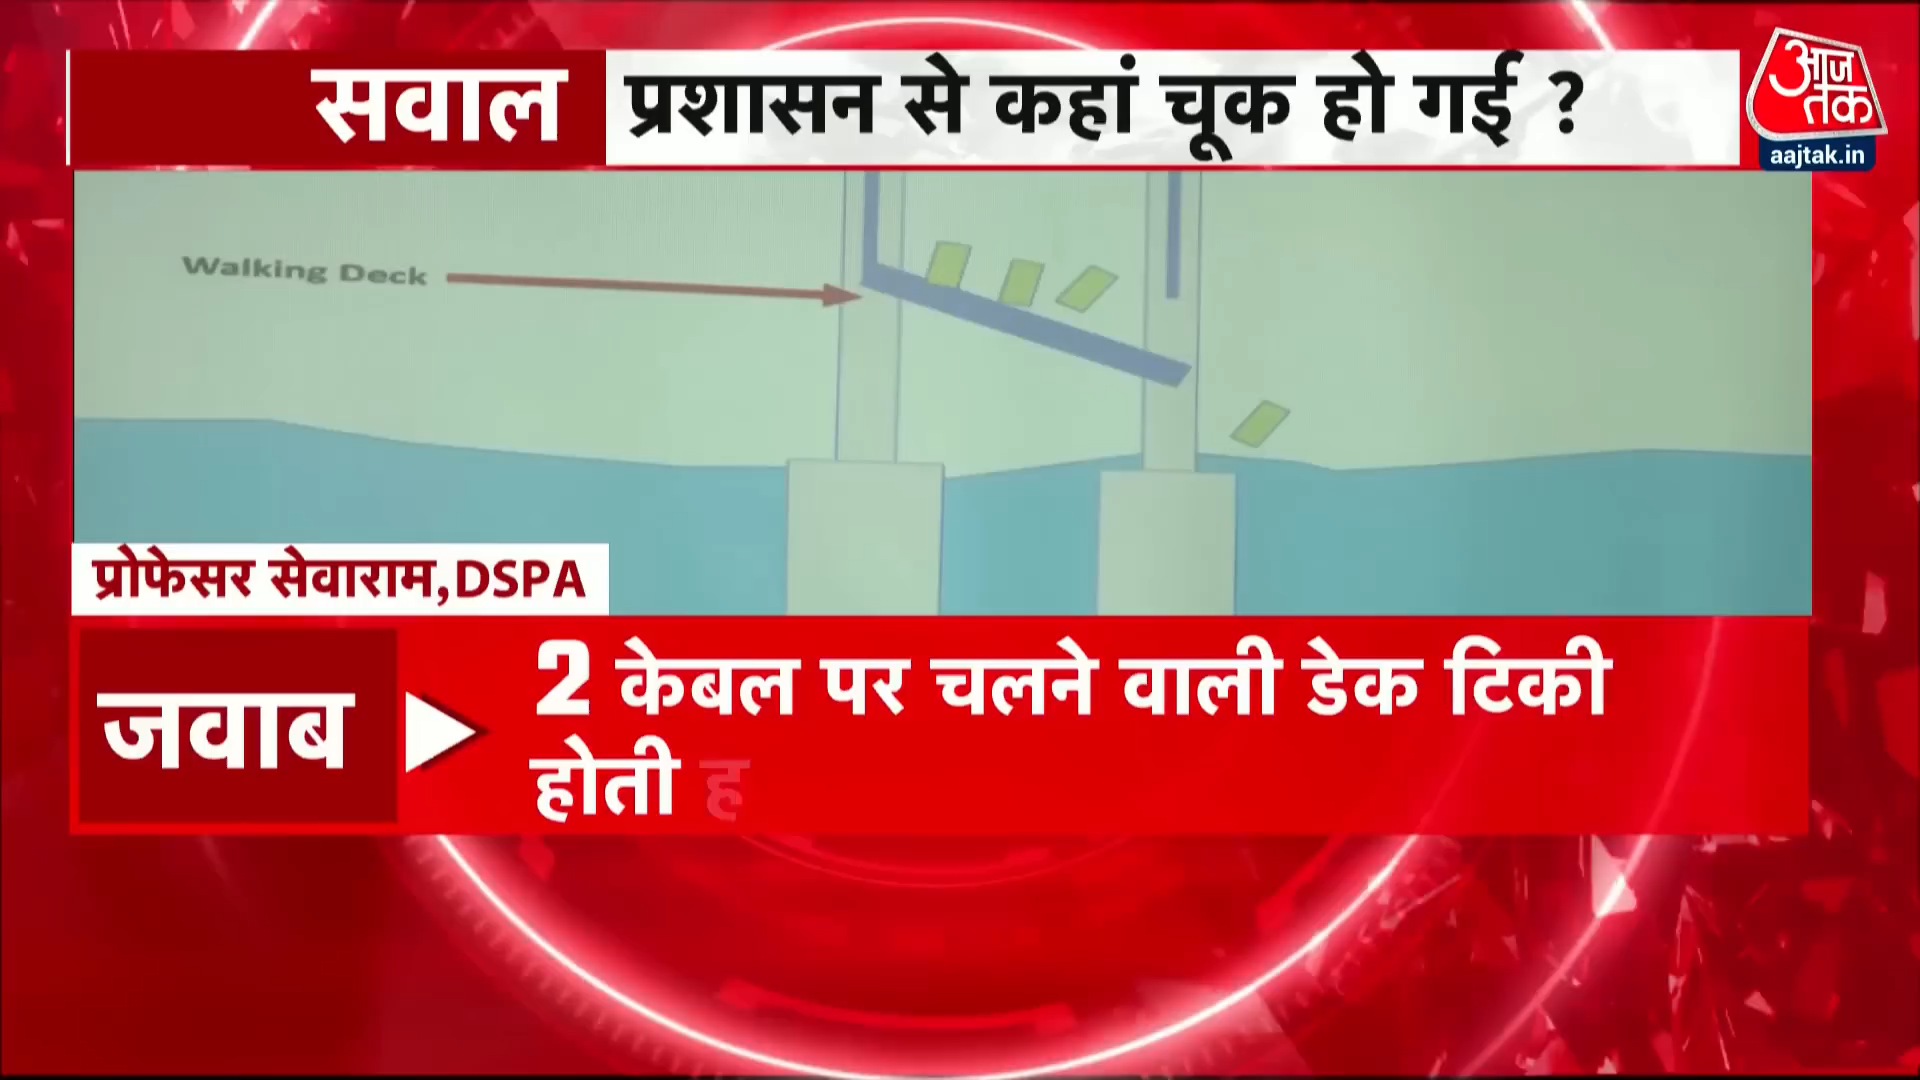 सवाल
प्रशासन से कहां चूक हो गई ?
आज
तक
aajtak.in
Walking Deck
प्रोफेसर सेवाराम,DSPA
जवाब
2 केबल पर चलने वाली डेक टिकी
होती ह